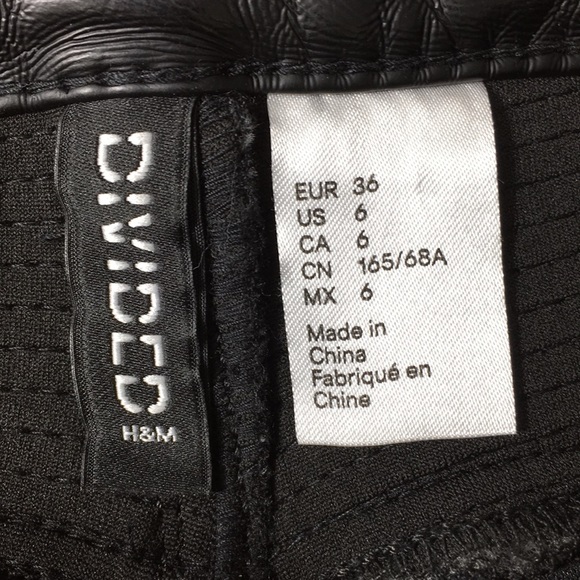 DIVIDED
H&M
EUR 36
US 6
CA 6
CN 165/68A
MX 6
Made in
China
Fabriqué en
Chine